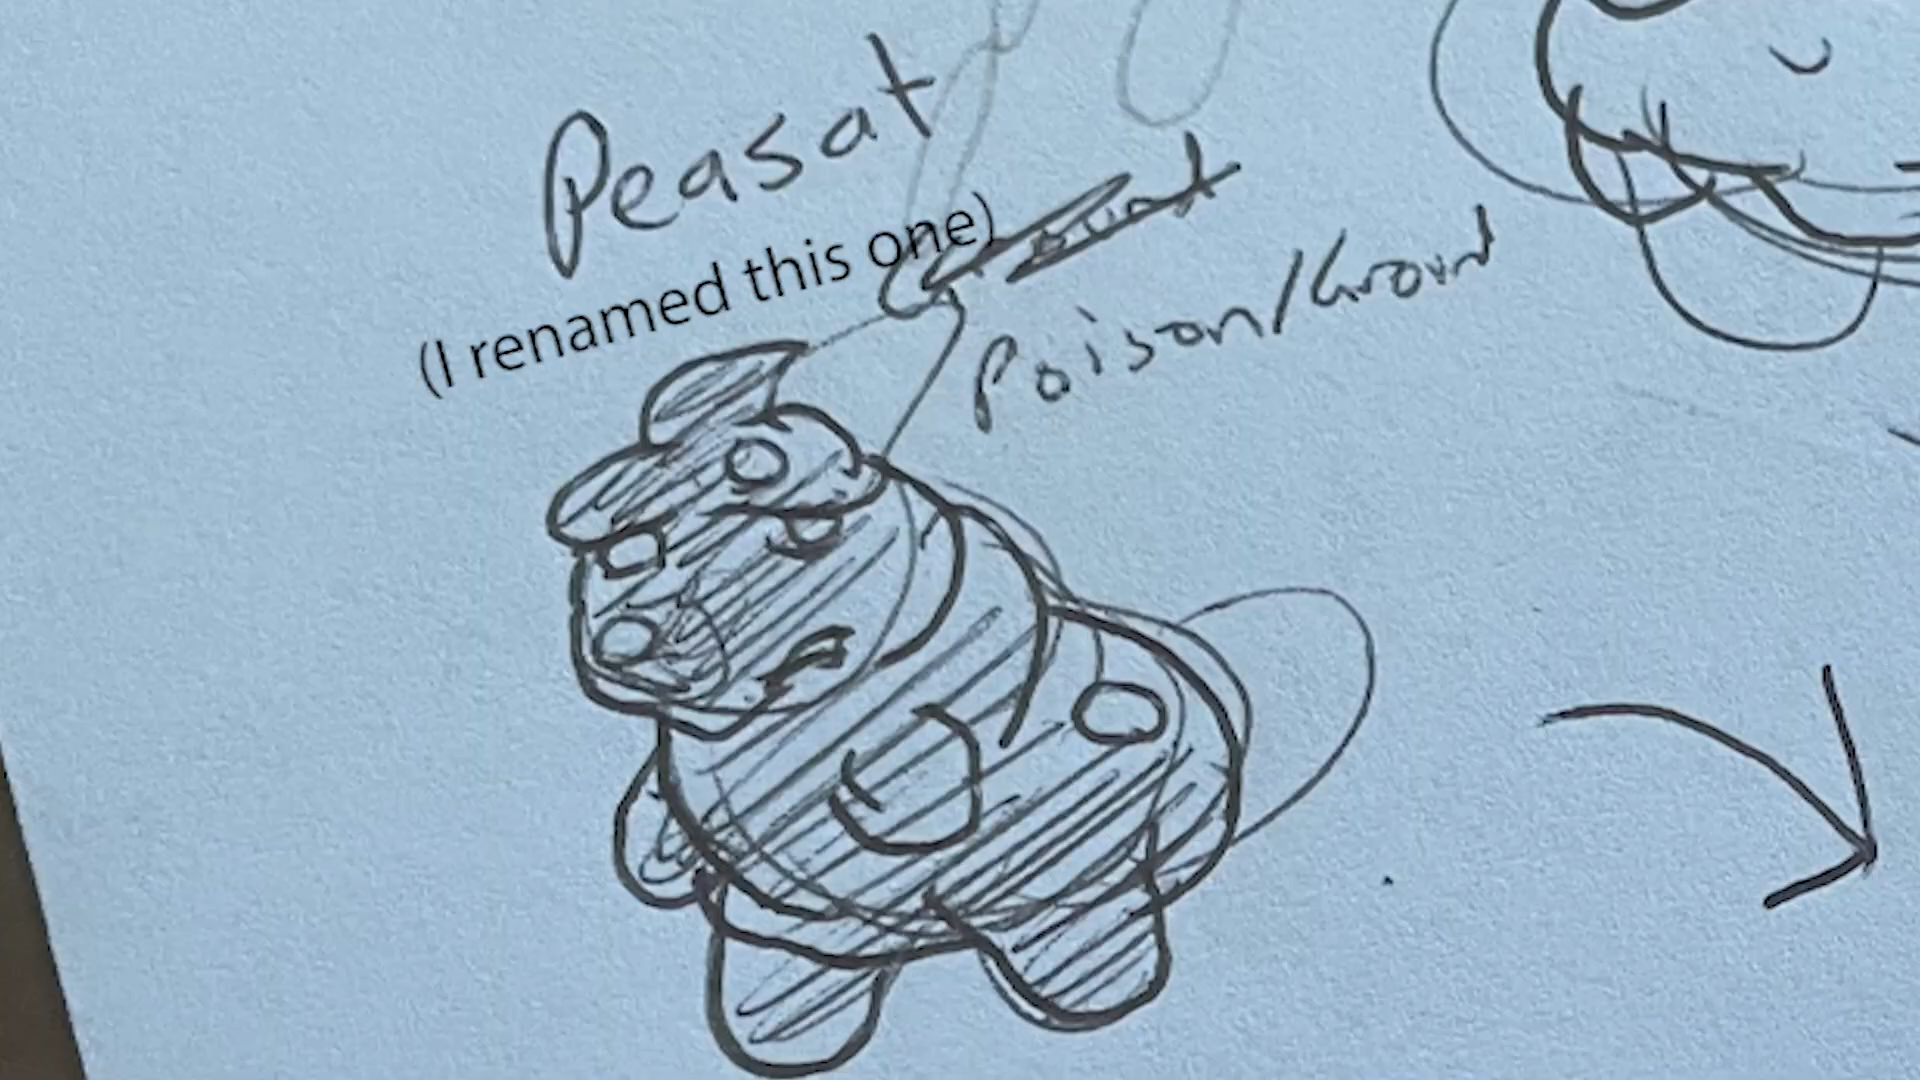 Peasat
(I renamed this one)
Poison/Ground